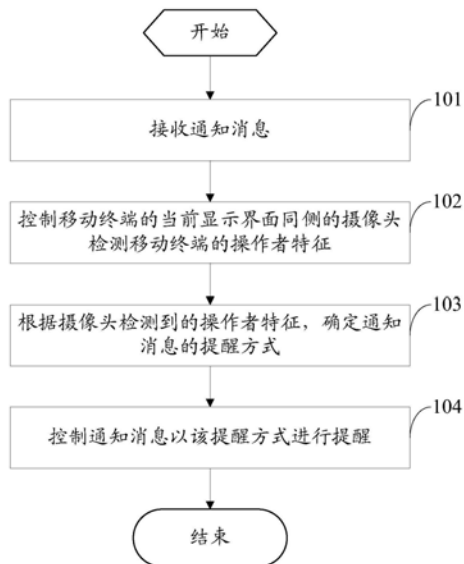 开始
101
接收通知消息
102
控制移动终端的当前显示界面同侧的摄像头
检测移动终端的操作者特征
103
根据摄像头检测到的操作者特征，确定通知
消息的提醒方式
104
控制通知消息以该提醒方式进行提醒
结束